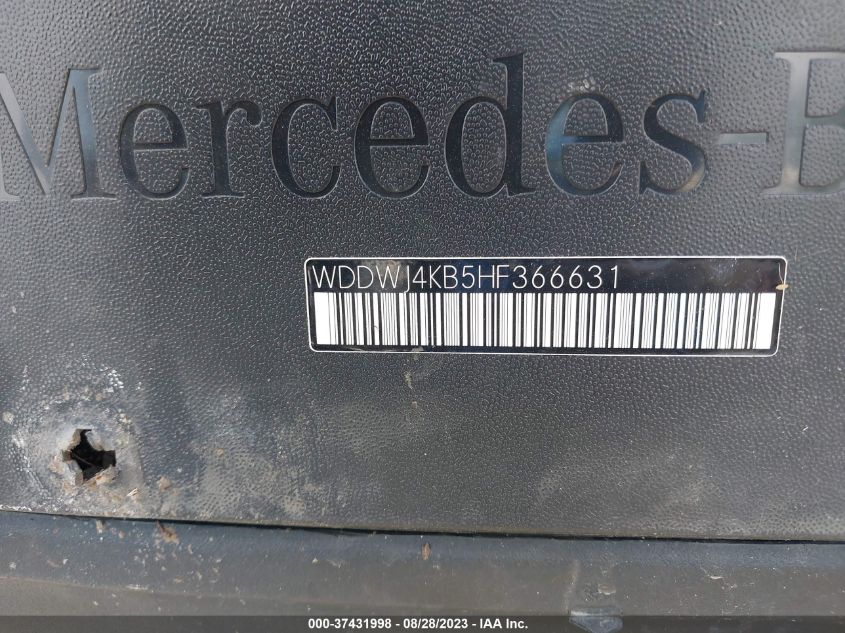 Mercedes-B
WDDWJ4KB5HF366631
000-37431998 - 08/28/2023 - IAA Inc.